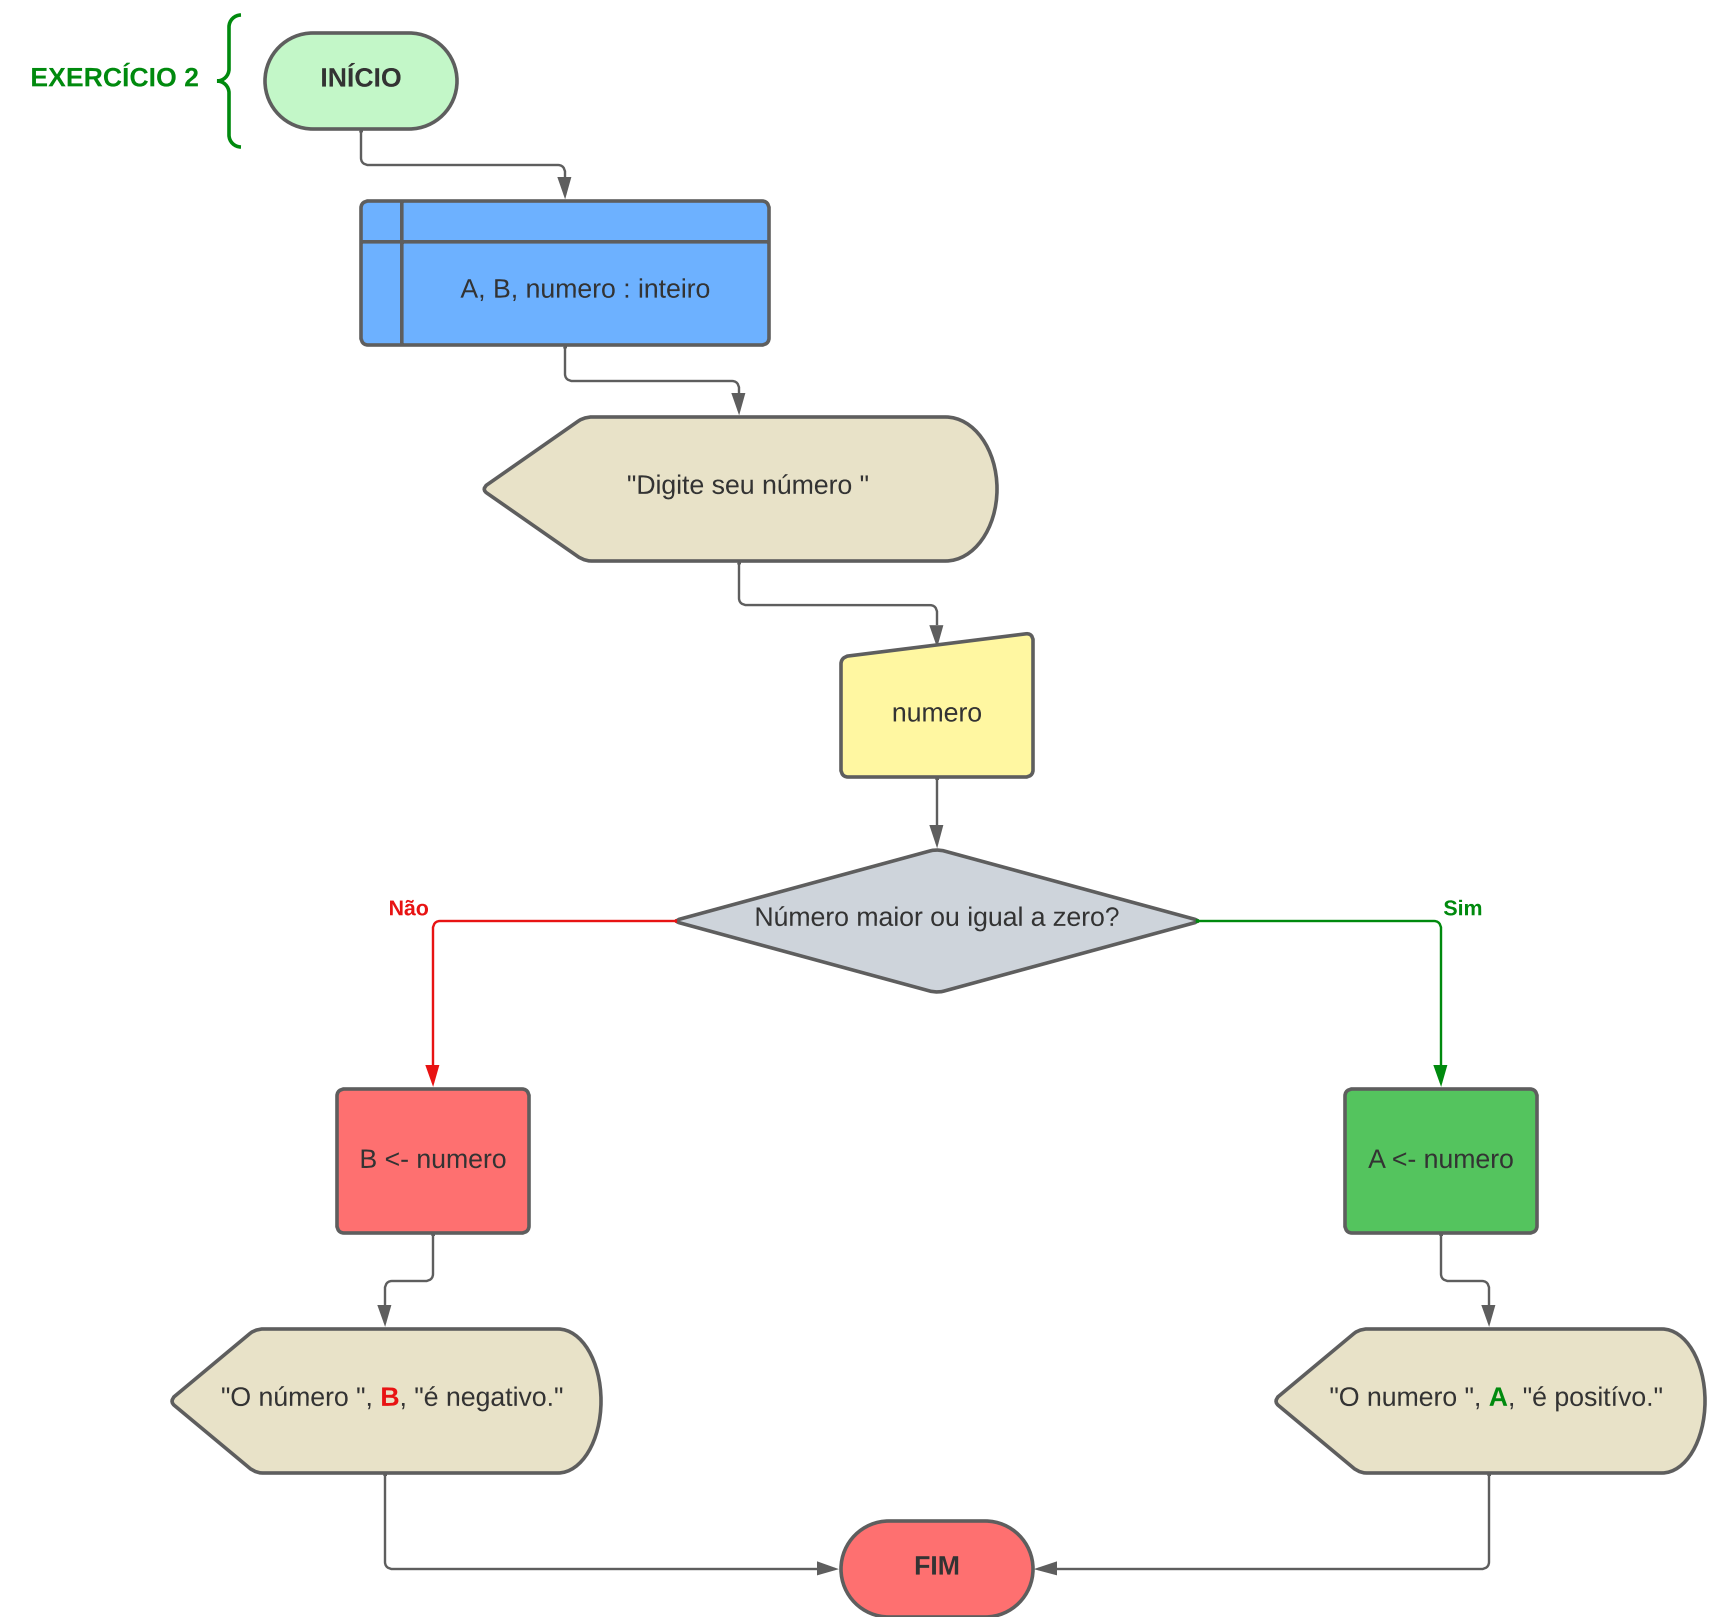 EXERCÍCIO 2
INÍCIO
A, B, numero : inteiro
"Digite seu número "
numero
Número maior ou igual a zero?
Não
Sim
B <- numero
A <- numero
"O número ", B, "é negativo."
"O numero ", A, "é positívo."
FIM